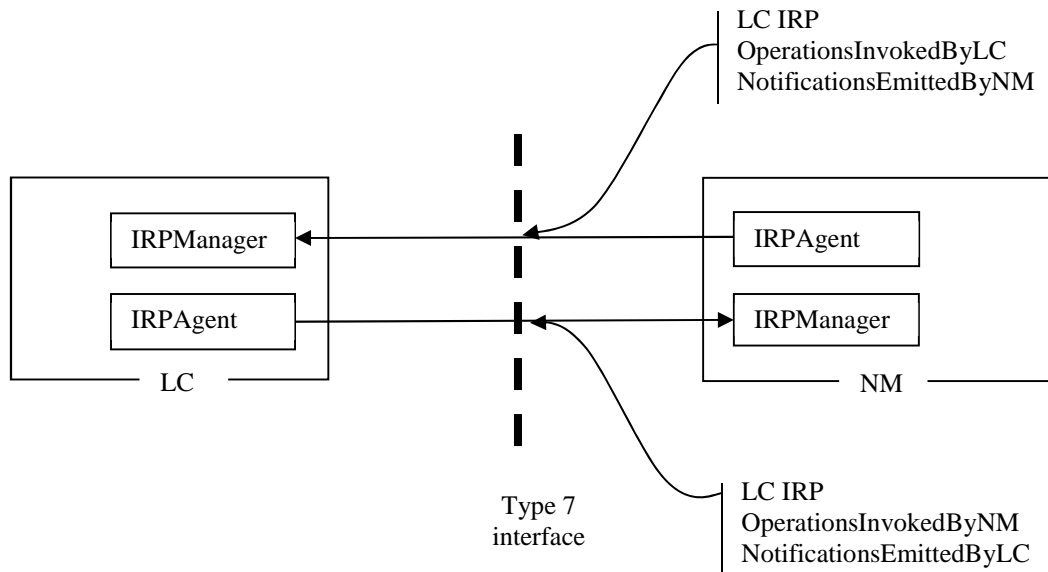 LC IRP
OperationsInvokedByLC
NotificationsEmittedByNM
IRPManager
IRPAgent
IRPAgent
IRPManager
LC
NM
Type 7
interface
LC IRP
OperationsInvokedByNM
NotificationsEmittedByLC